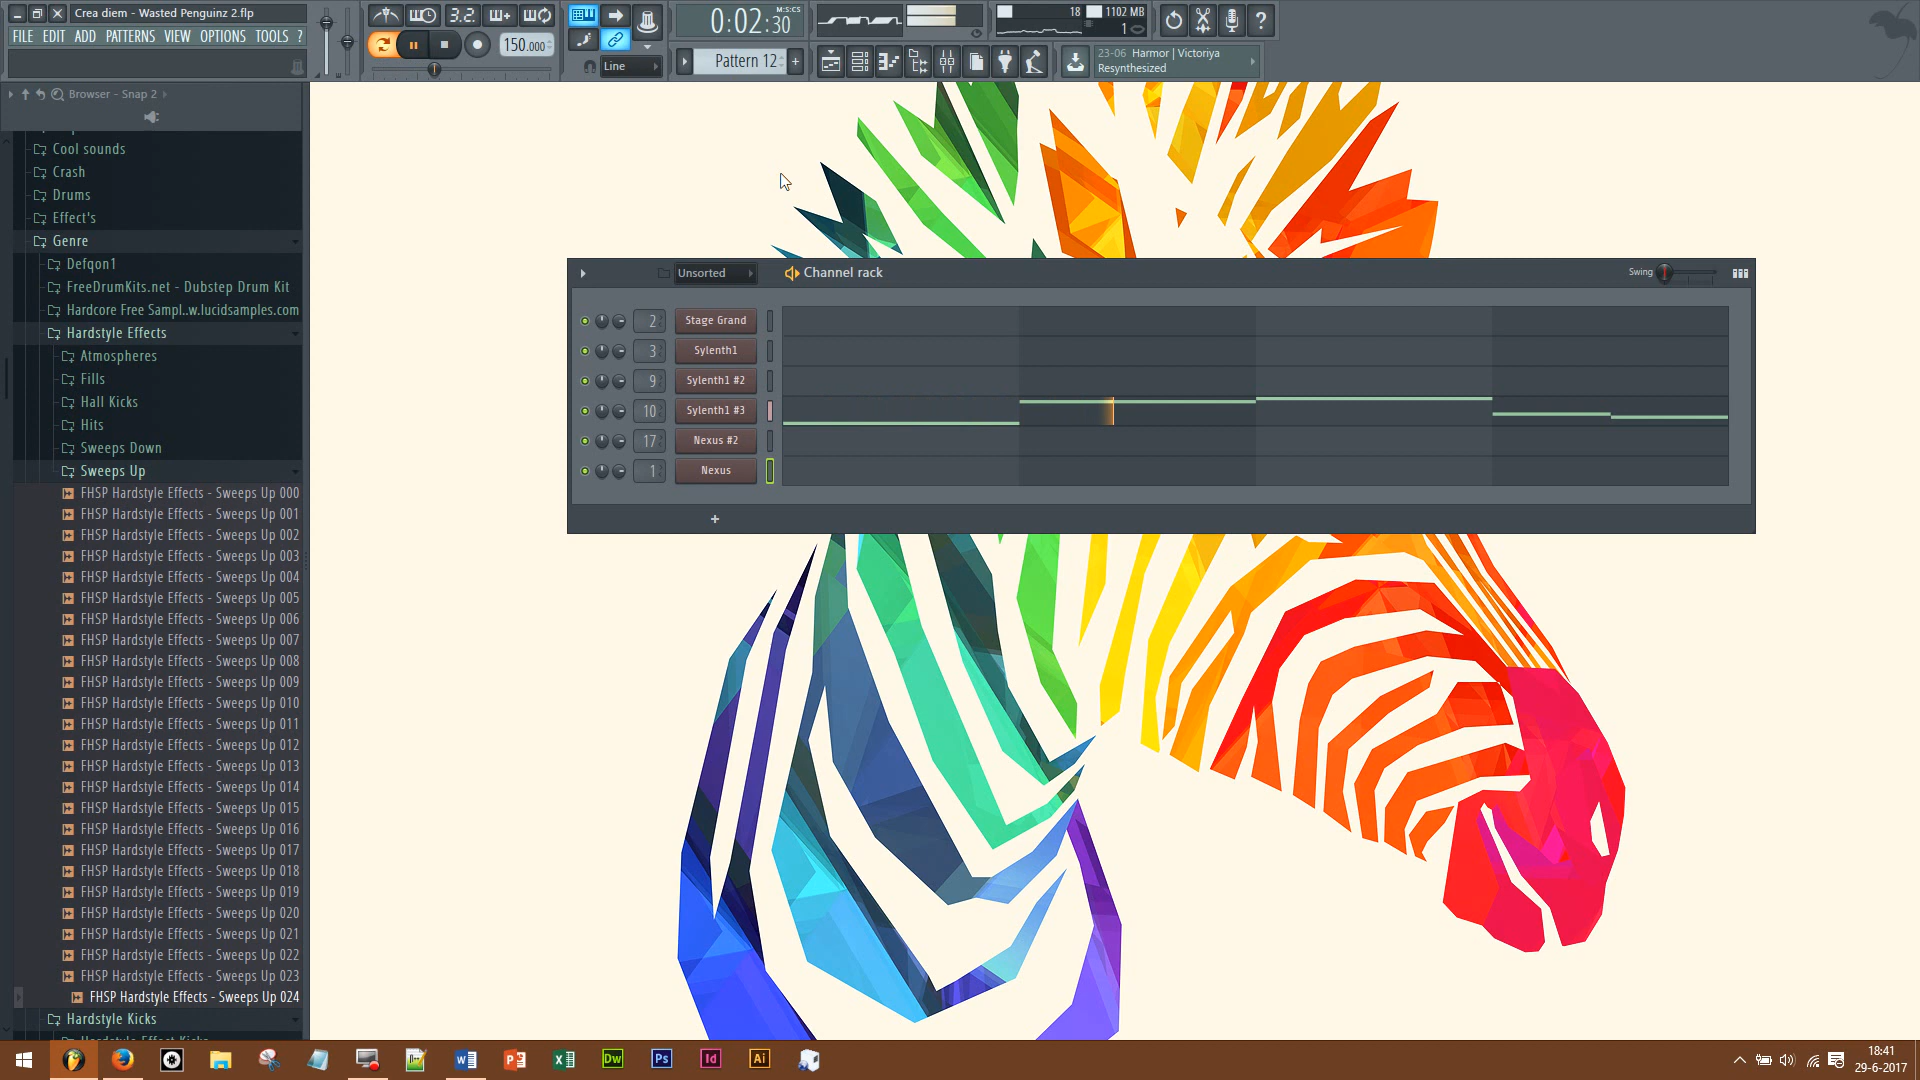 Crea diem - Wasted Penguinz 2.flp
FILE EDIT ADD PATTERNS VIEW OPTIONS TOOLS ?
3.2.
150.000
Line
0:02:30
M:S:CS
Pattern 12
+
18
1102 MB
1
?
23-06 Harmor | Victoriya
Resynthesized
Browser - Snap 2
Cool sounds
Crash
Drums
Effect's
Genre
Defqon1
FreeDrumKits.net - Dubstep Drum Kit
Hardcore Free Sampl..w.lucidsamples.com
Hardstyle Effects
Atmospheres
Fills
Hall Kicks
Hits
Sweeps Down
Sweeps Up
FHSP Hardstyle Effects - Sweeps Up 000
FHSP Hardstyle Effects - Sweeps Up 001
FHSP Hardstyle Effects - Sweeps Up 002
FHSP Hardstyle Effects - Sweeps Up 003
FHSP Hardstyle Effects - Sweeps Up 004
FHSP Hardstyle Effects - Sweeps Up 005
FHSP Hardstyle Effects - Sweeps Up 006
FHSP Hardstyle Effects - Sweeps Up 007
FHSP Hardstyle Effects - Sweeps Up 008
FHSP Hardstyle Effects - Sweeps Up 009
FHSP Hardstyle Effects - Sweeps Up 010
FHSP Hardstyle Effects - Sweeps Up 011
FHSP Hardstyle Effects - Sweeps Up 012
FHSP Hardstyle Effects - Sweeps Up 013
FHSP Hardstyle Effects - Sweeps Up 014
FHSP Hardstyle Effects - Sweeps Up 015
FHSP Hardstyle Effects - Sweeps Up 016
FHSP Hardstyle Effects - Sweeps Up 017
FHSP Hardstyle Effects - Sweeps Up 018
FHSP Hardstyle Effects - Sweeps Up 019
FHSP Hardstyle Effects - Sweeps Up 020
FHSP Hardstyle Effects - Sweeps Up 021
FHSP Hardstyle Effects - Sweeps Up 022
FHSP Hardstyle Effects - Sweeps Up 023
FHSP Hardstyle Effects - Sweeps Up 024
Hardstyle Kicks
Unsorted
Channel rack
Swing
2 Stage Grand
3 Sylenth1
9 Sylenth1 #2
10 Sylenth1 #3
17 Nexus #2
1 Nexus
+
Dw
Ps
Id
Ai
18:41
29-6-2017